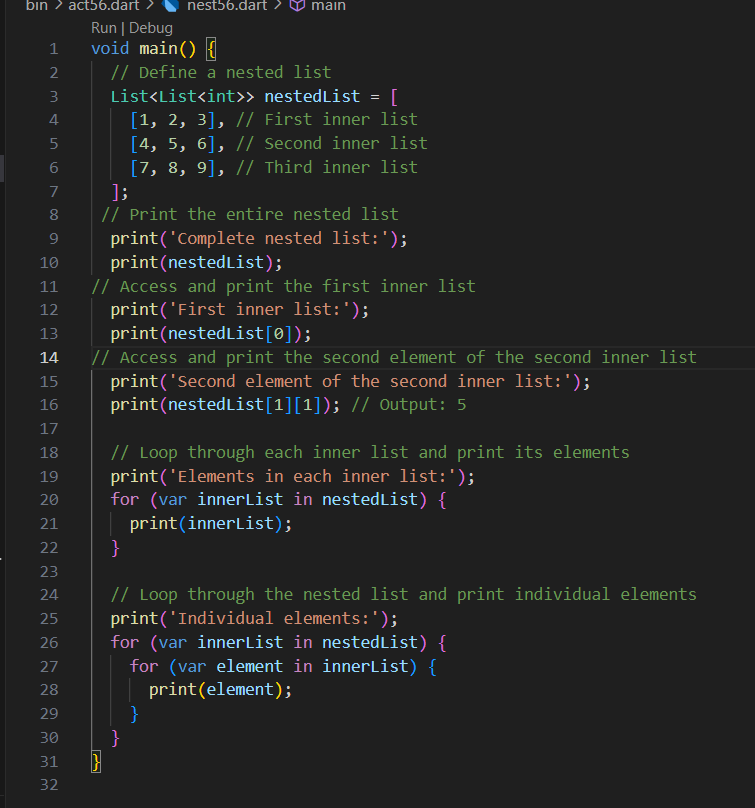 bin > act56.dart > nest56.dart > main
Run | Debug
1 void main() {
2 // Define a nested list
3 List<List<int>> nestedList = [
4 [1, 2, 3], // First inner list
5 [4, 5, 6], // Second inner list
6 [7, 8, 9], // Third inner list
7 ];
8 // Print the entire nested list
9 print('Complete nested list:');
10 print(nestedList);
11 // Access and print the first inner list
12 print('First inner list:');
13 print(nestedList[0]);
14 // Access and print the second element of the second inner list
15 print('Second element of the second inner list:');
16 print(nestedList[1][1]); // Output: 5
17
18 // Loop through each inner list and print its elements
19 print('Elements in each inner list:');
20 for (var innerList in nestedList) {
21 print(innerList);
22 }
23
24 // Loop through the nested list and print individual elements
25 print('Individual elements:');
26 for (var innerList in nestedList) {
27 for (var element in innerList) {
28 print(element);
29 }
30 }
31 }
32